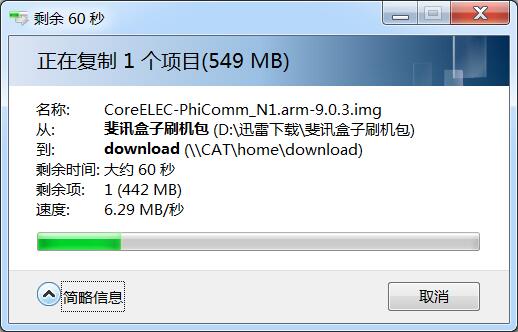 剩余 60 秒
正在复制 1 个项目(549 MB)
名称: CoreELEC-PhiComm_N1.arm-9.0.3.img
从: 斐讯盒子刷机包 (D:\迅雷下载\斐讯盒子刷机包)
到: download (\\CAT\home\download)
剩余时间: 大约 60 秒
剩余项: 1 (442 MB)
速度: 6.29 MB/秒
简略信息 取消